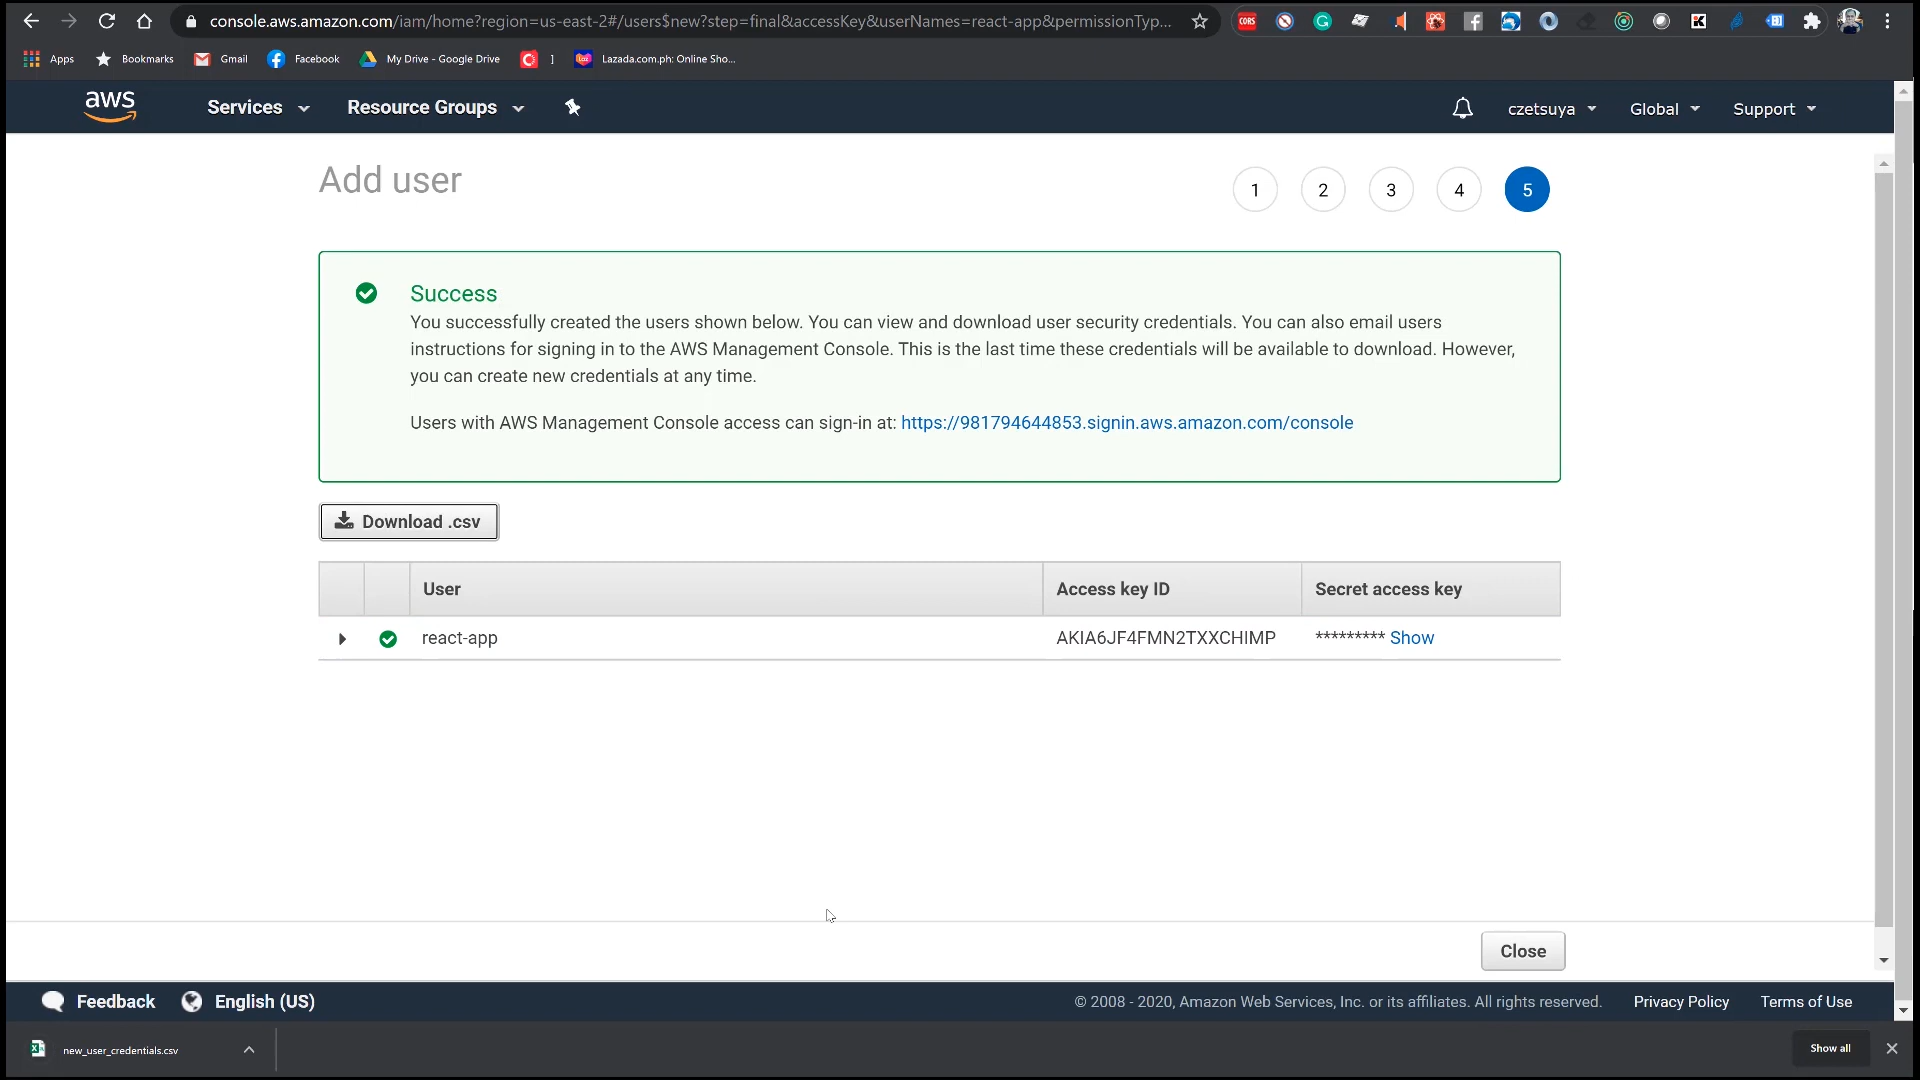 console.aws.amazon.com/iam/home?region=us-east-2#/users$new?step=final&accessKey&userNames=react-app&permissionTyp...
CORS
Apps Bookmarks Gmail Facebook My Drive - Google Drive ] Lazada.com.ph: Online Sho...
aws Services Resource Groups czetsuya Global Support
Add user
1 2 3 4 5
Success
You successfully created the users shown below. You can view and download user security credentials. You can also email users
instructions for signing in to the AWS Management Console. This is the last time these credentials will be available to download. However,
you can create new credentials at any time.
Users with AWS Management Console access can sign-in at: https://981794644853.signin.aws.amazon.com/console
Download .csv
User Access key ID Secret access key
react-app AKIA6JF4FMN2TXXCHIMP ********* Show
Close
Feedback English (US) © 2008 - 2020, Amazon Web Services, Inc. or its affiliates. All rights reserved. Privacy Policy Terms of Use
new_user_credentials.csv Show all